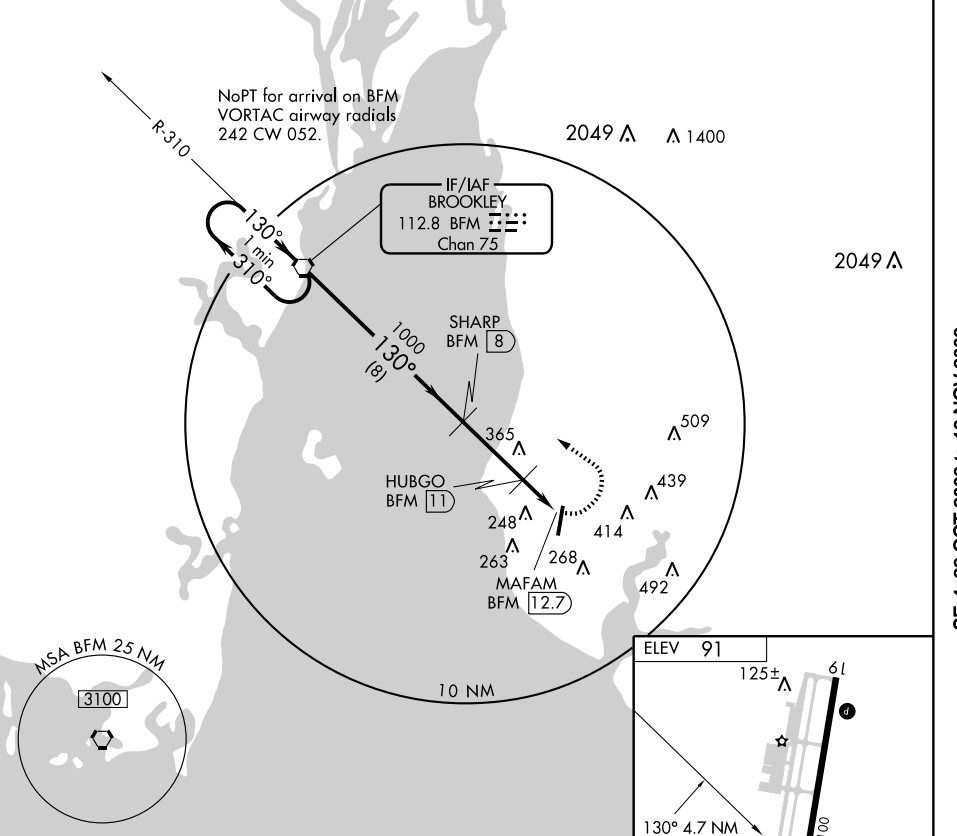 NoPT for arrival on BFM
VORTAC airway radials
242 CW 052.
R-310
2049
1400
IF/IAF
BROOKLEY
112.8 BFM
Chan 75
130°
1 min
310°
2049
1000
130°
(8)
SHARP
BFM 8
365
509
HUBGO
BFM 11
439
248
414
263
268
492
MAFAM
BFM 12.7
MSA BFM 25 NM
3100
10 NM
ELEV 91
125±
19
P
130° 4.7 NM